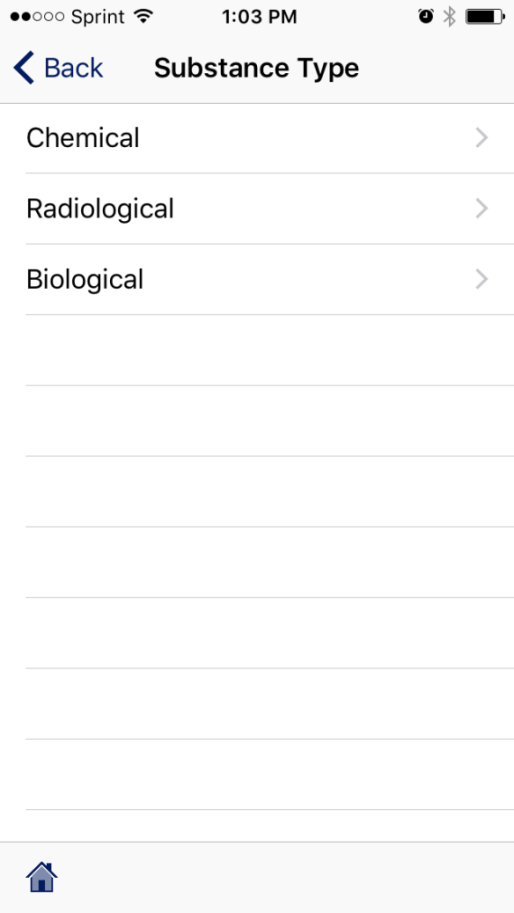 Sprint 1:03 PM
Back Substance Type
Chemical
Radiological
Biological